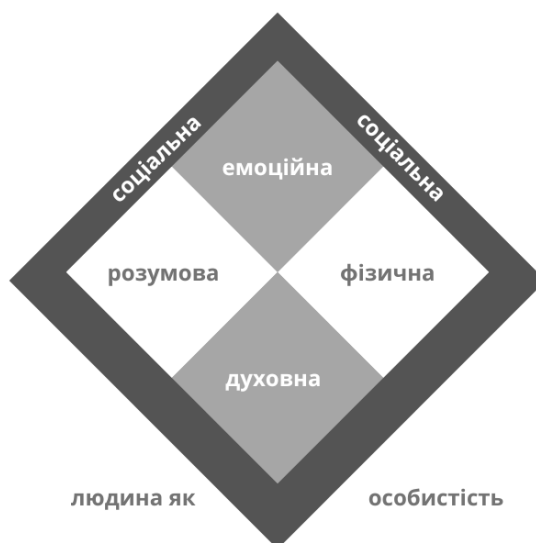 соціальна
соціальна
емоційна
розумова
фізична
духовна
людина як
особистість